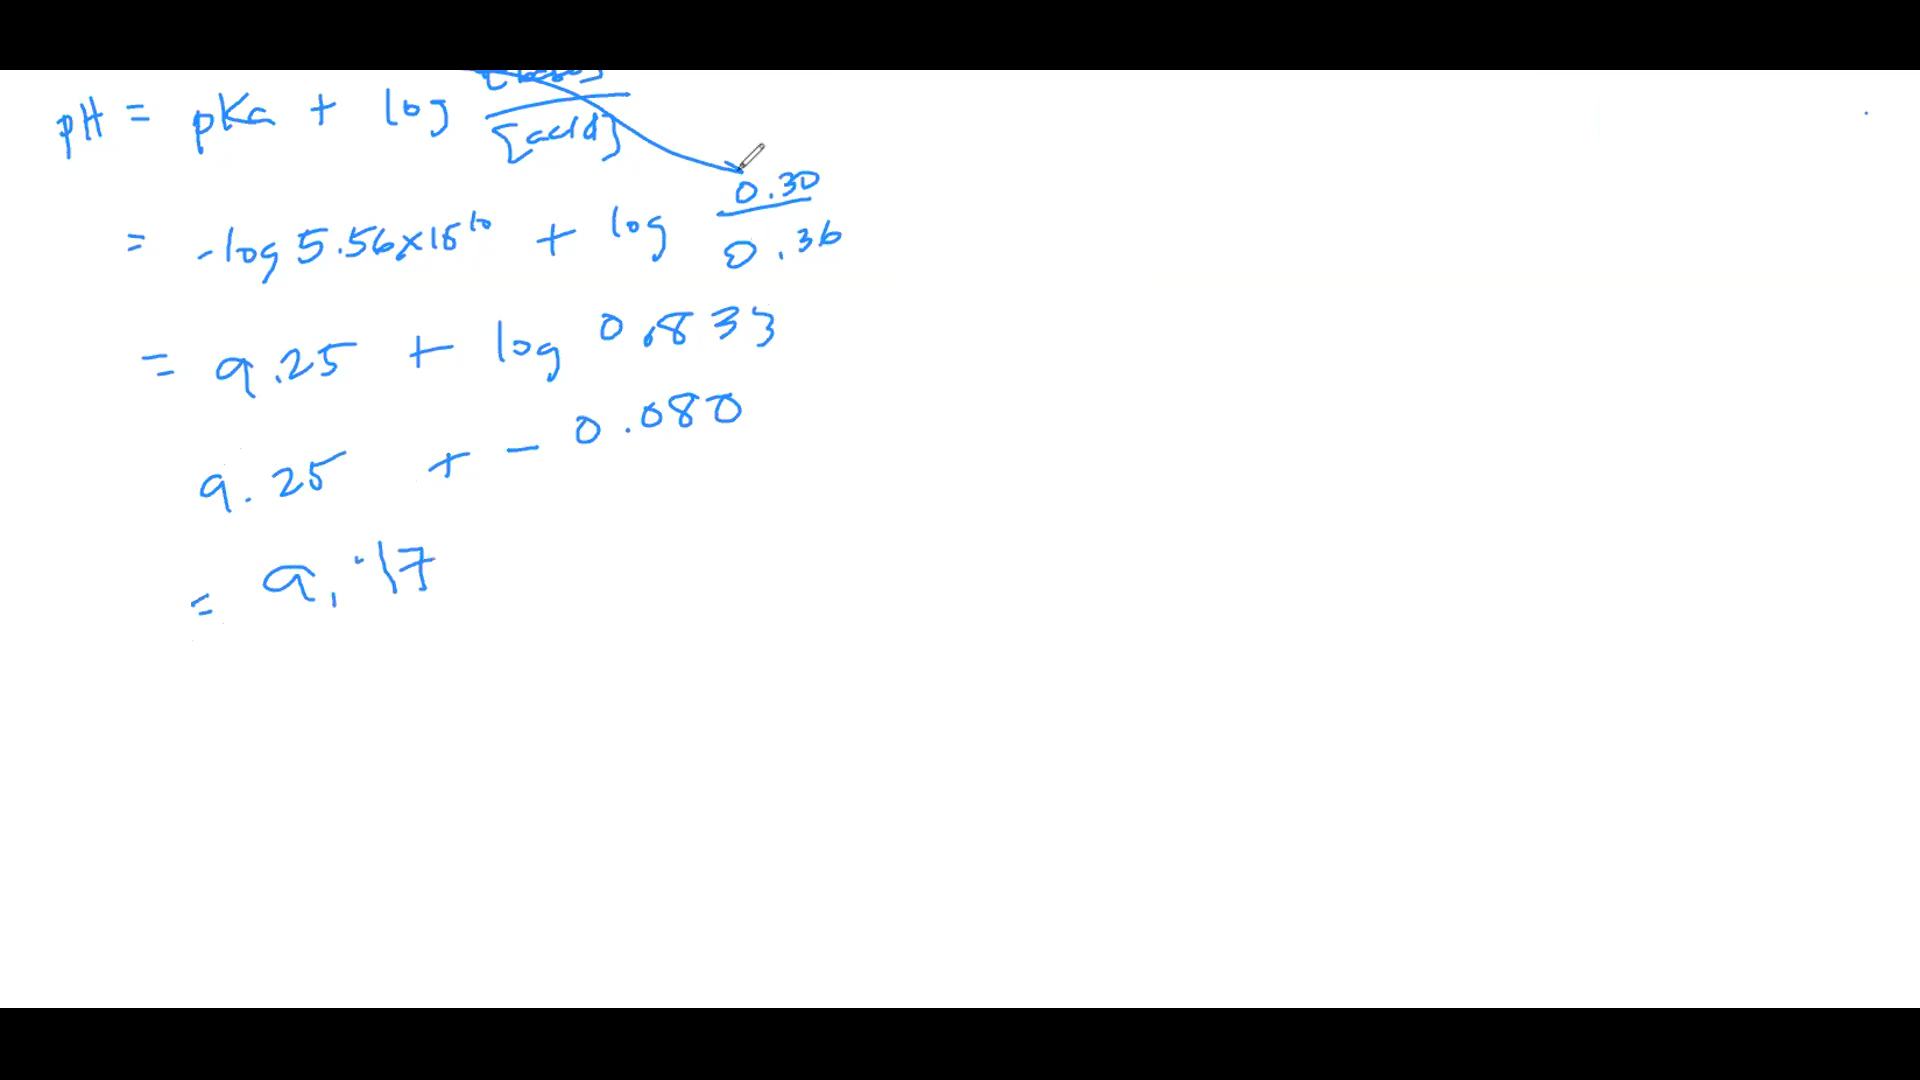 pH = pKa + log [base]/[acid]
= -log 5.56x10^-10 + log 0.30/0.36
= 9.25 + log 0.833
9.25 + - 0.080
= 9.17